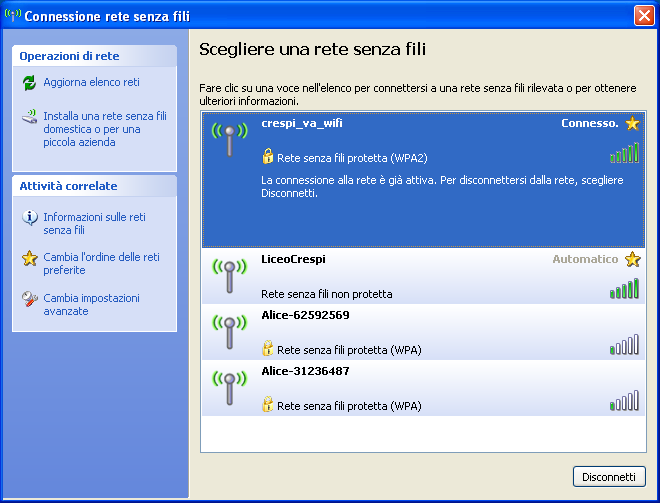 Connessione rete senza fili
Operazioni di rete
Aggiorna elenco reti
Installa una rete senza fili
domestica o per una
piccola azienda
Attività correlate
Informazioni sulle reti
senza fili
Cambia l'ordine delle reti
preferite
Cambia impostazioni
avanzate
Scegliere una rete senza fili
Fare clic su una voce nell'elenco per connettersi a una rete senza fili rilevata o per ottenere
ulteriori informazioni.
crespi_va_wifi Connesso.
Rete senza fili protetta (WPA2)
La connessione alla rete è già attiva. Per disconnettersi dalla rete, scegliere
Disconnetti.
LiceoCrespi Automatico
Rete senza fili non protetta
Alice-62592569
Rete senza fili protetta (WPA)
Alice-31236487
Rete senza fili protetta (WPA)
Disconnetti